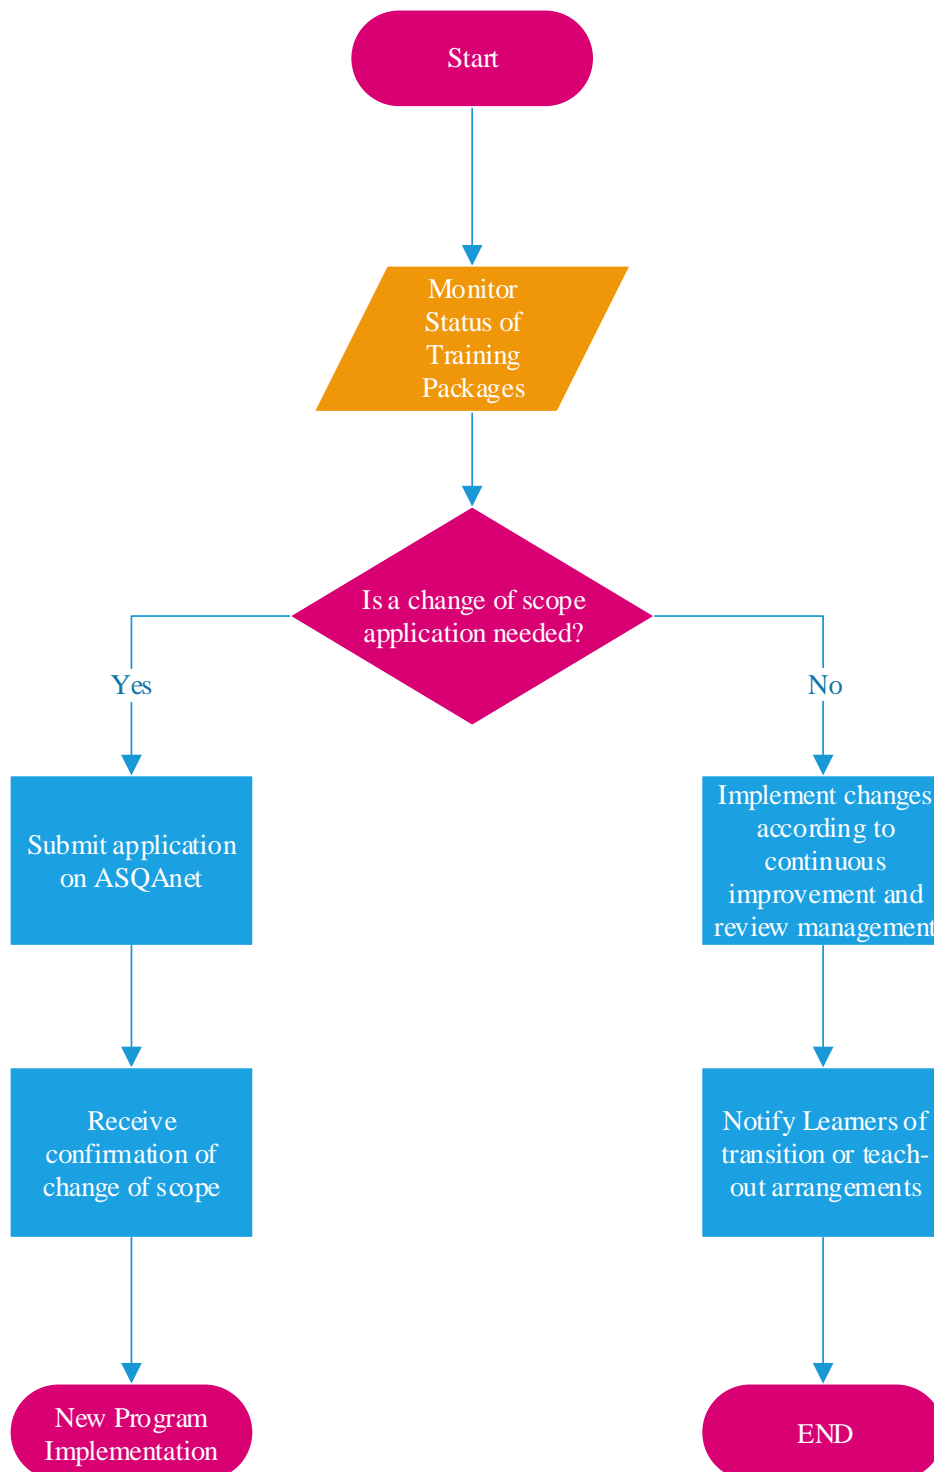 Start
Monitor
Status of
Training
Packages
Is a change of scope
application needed?
Yes
No
Submit application
on ASQAnet
Implement changes
according to
continuous
improvement and
review management
Receive
confirmation of
change of scope
Notify Learners of
transition or teach-
out arrangements
New Program
Implementation
END